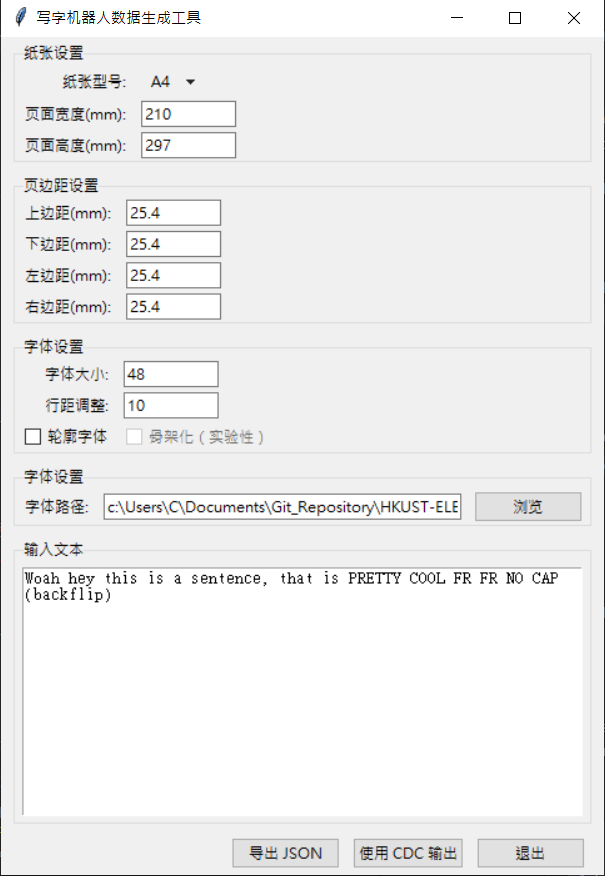 写字机器人数据生成工具
纸张设置
纸张型号: A4
页面宽度(mm): 210
页面高度(mm): 297
页边距设置
上边距(mm): 25.4
下边距(mm): 25.4
左边距(mm): 25.4
右边距(mm): 25.4
字体设置
字体大小: 48
行距调整: 10
轮廓字体 骨架化（实验性）
字体设置
字体路径: c:\Users\C\Documents\Git_Repository\HKUST-ELE 浏览
输入文本
Woah hey this is a sentence, that is PRETTY COOL FR FR NO CAP
(backflip)
导出 JSON 使用 CDC 输出 退出